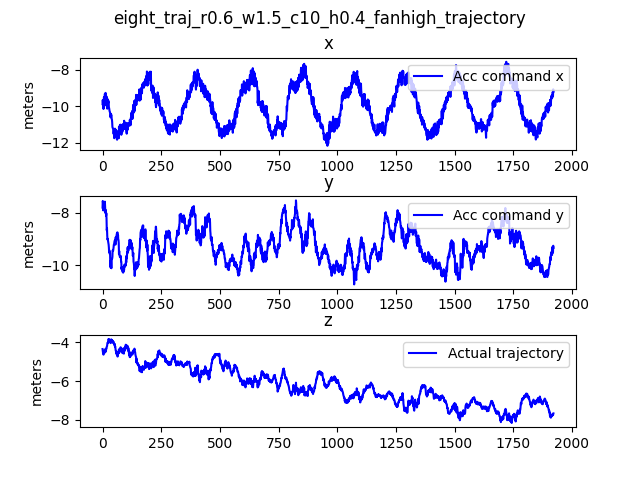 eight_traj_r0.6_w1.5_c10_h0.4_fanhigh_trajectory
x
−8
−10
−12
meters
Acc command x
0 250 500 750 1000 1250 1500 1750 2000
y
−8
−10
meters
Acc command y
0 250 500 750 1000 1250 1500 1750 2000
z
−4
−6
−8
meters
Actual trajectory
0 250 500 750 1000 1250 1500 1750 2000